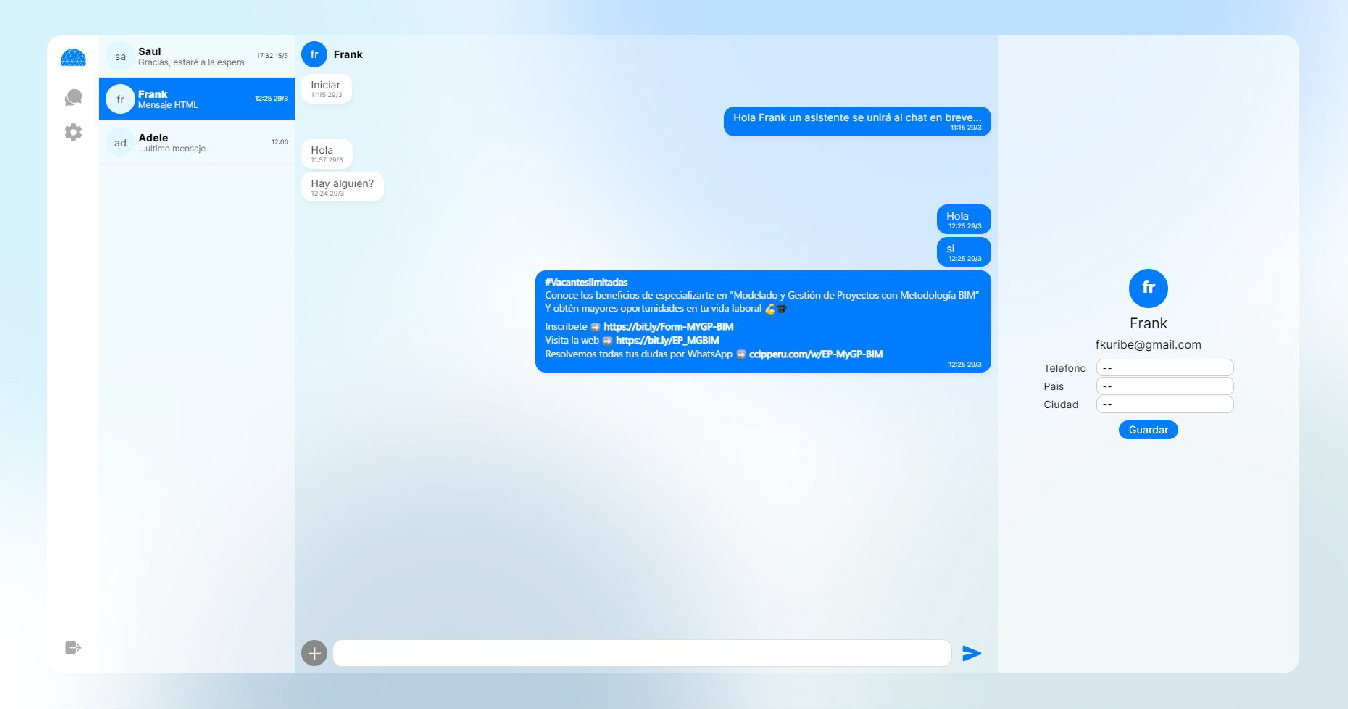 sa
Saul
17:32 15/5
Gracias, estaré a la espera
fr
Frank
12:25 29/3
Mensaje HTML
ad
Adele
12:00
...ultimo mensaje
fr
Frank
Iniciar
11:15 29/3
Hola Frank un asistente se unirá al chat en breve...
11:15 29/3
Hola
11:57 29/3
Hay alguien?
12:24 29/3
Hola
12:25 29/3
si
12:25 29/3
#Vacanteslimitadas
Conoce los beneficios de especializarte en "Modelado y Gestión de Proyectos con Metodología BIM"
Y obtén mayores oportunidades en tu vida laboral 💪🎓
Inscríbete ➡️ https://bit.ly/Form-MYGP-BIM
Visita la web ➡️ https://bit.ly/EP_MGBIM
Resolvemos todas tus dudas por WhatsApp ➡️ ccipperu.com/w/EP-MyGP-BIM
12:25 29/3
fr
Frank
fkuribe@gmail.com
Telefono --
Pais --
Ciudad --
Guardar